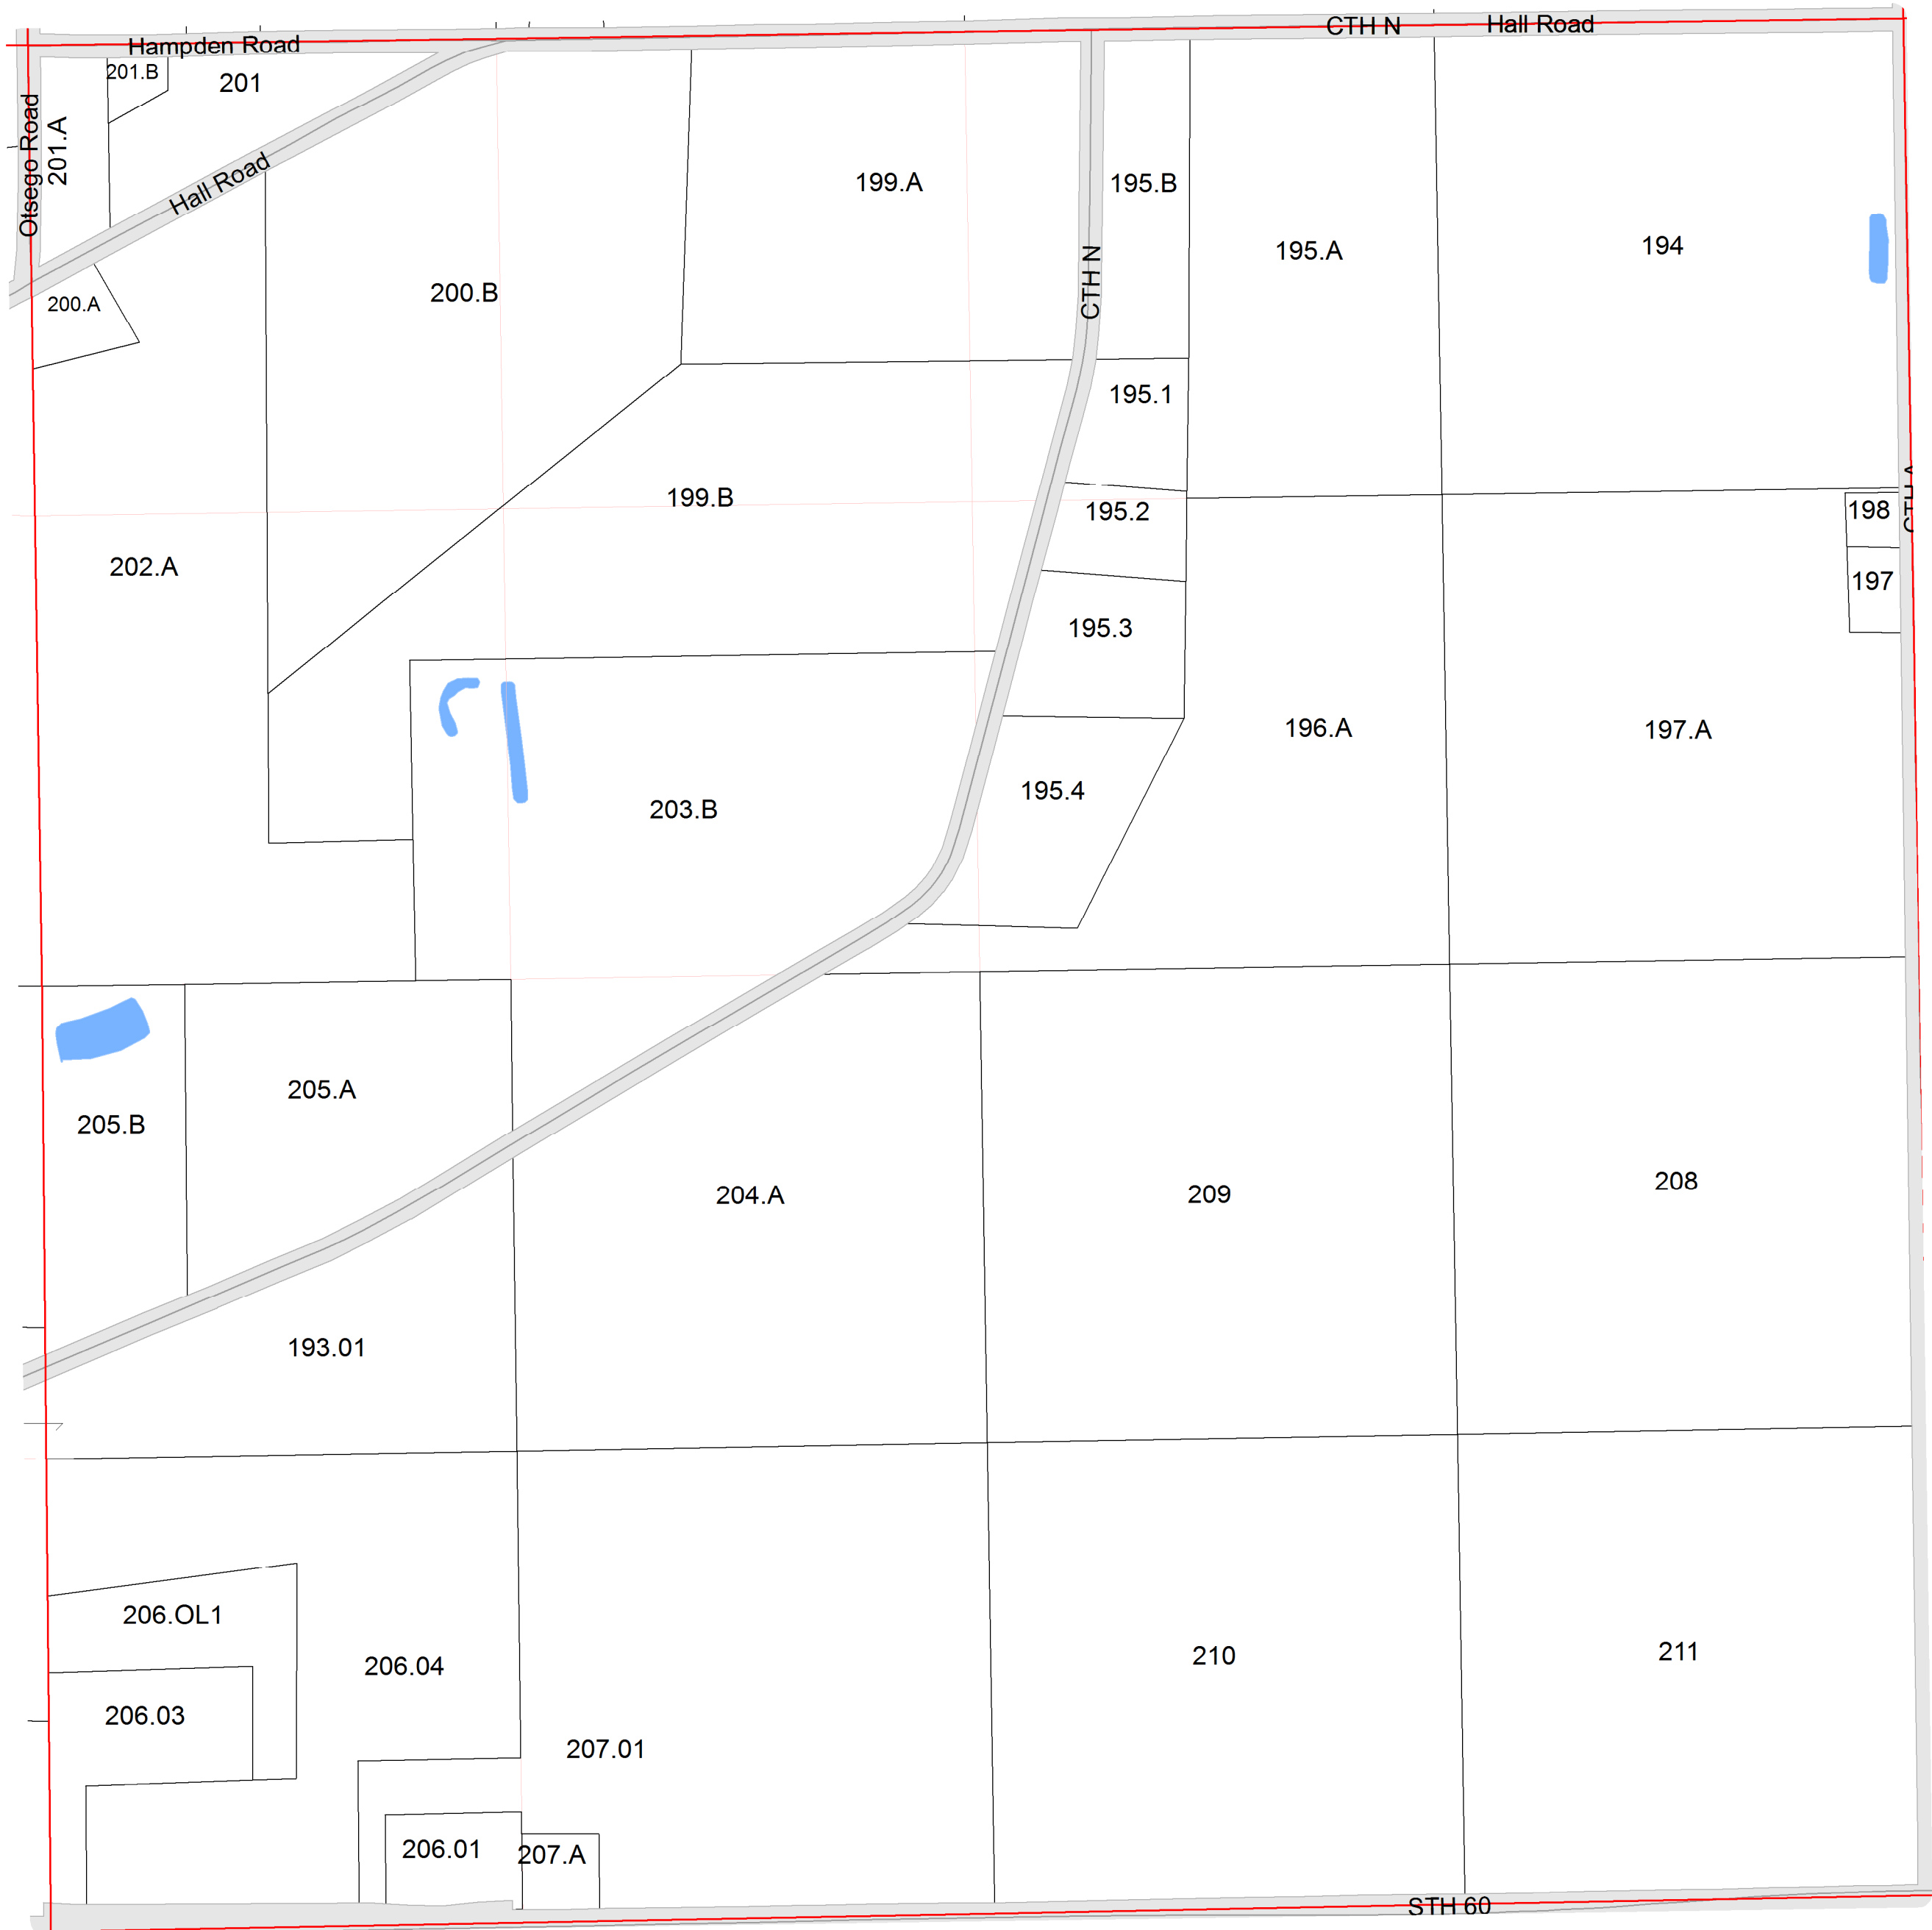 CTH N
Hall Road
Hampden Road
201.B
201
Otsego Road
201.A
Hall Road
199.A
195.B
195.A
194
200.B
200.A
CTH N
195.1
199.B
195.2
198
197
202.A
195.3
196.A
197.A
195.4
203.B
205.A
205.B
204.A
209
208
193.01
206.OL1
206.04
210
211
206.03
207.01
206.01
207.A
STH 60